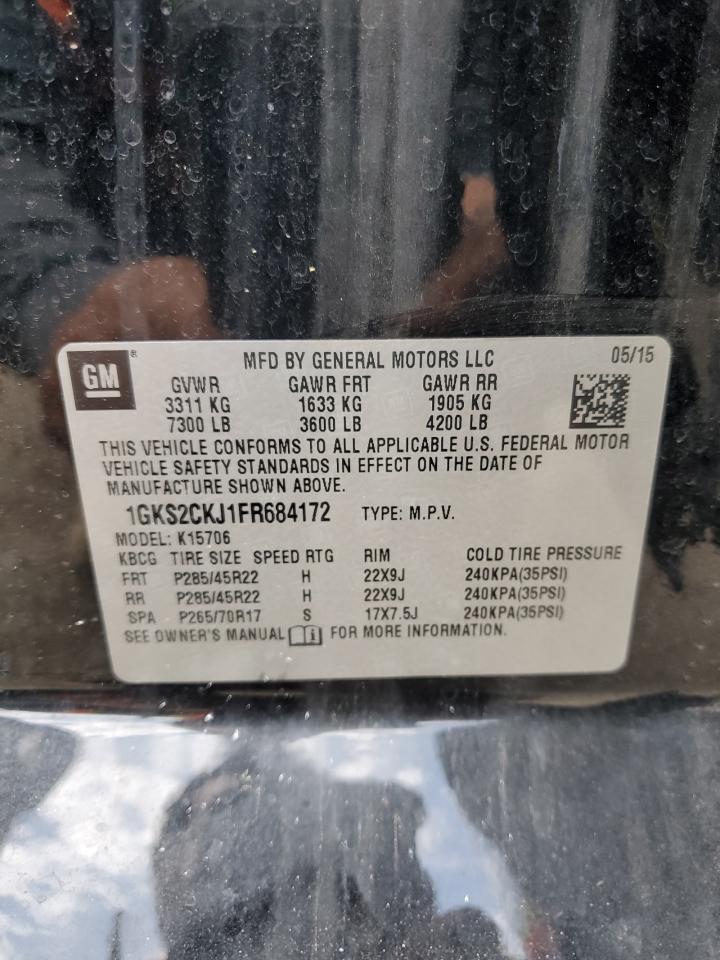 GM® MFD BY GENERAL MOTORS LLC 05/15
GVWR GAWR FRT GAWR RR
3311 KG 1633 KG 1905 KG
7300 LB 3600 LB 4200 LB
THIS VEHICLE CONFORMS TO ALL APPLICABLE U.S. FEDERAL MOTOR
VEHICLE SAFETY STANDARDS IN EFFECT ON THE DATE OF
MANUFACTURE SHOWN ABOVE.
1GKS2CKJ1FR684172 TYPE: M.P.V.
MODEL: K15706
KBCG TIRE SIZE SPEED RTG RIM COLD TIRE PRESSURE
FRT P285/45R22 H 22X9J 240KPA(35PSI)
RR P285/45R22 H 22X9J 240KPA(35PSI)
SPA P265/70R17 S 17X7.5J 240KPA(35PSI)
SEE OWNER'S MANUAL FOR MORE INFORMATION.